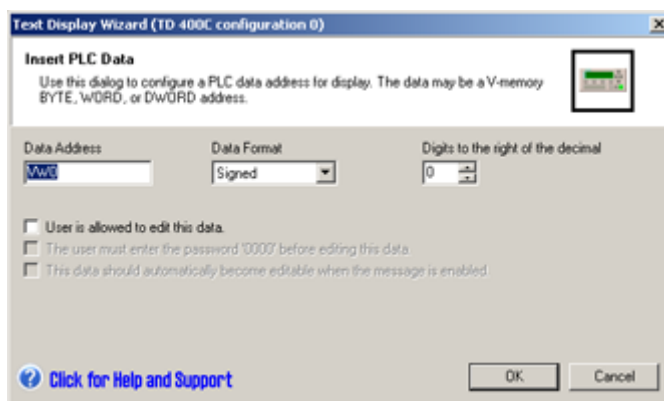 Text Display Wizard (TD 400C configuration 0)
Insert PLC Data
Use this dialog to configure a PLC data address for display. The data may be a V-memory
BYTE, WORD, or DWORD address.
Data Address
Data Format
Digits to the right of the decimal
VW0
Signed
0
User is allowed to edit this data.
The user must enter the password '0000' before editing this data.
This data should automatically become editable when the message is enabled.
Click for Help and Support
OK
Cancel